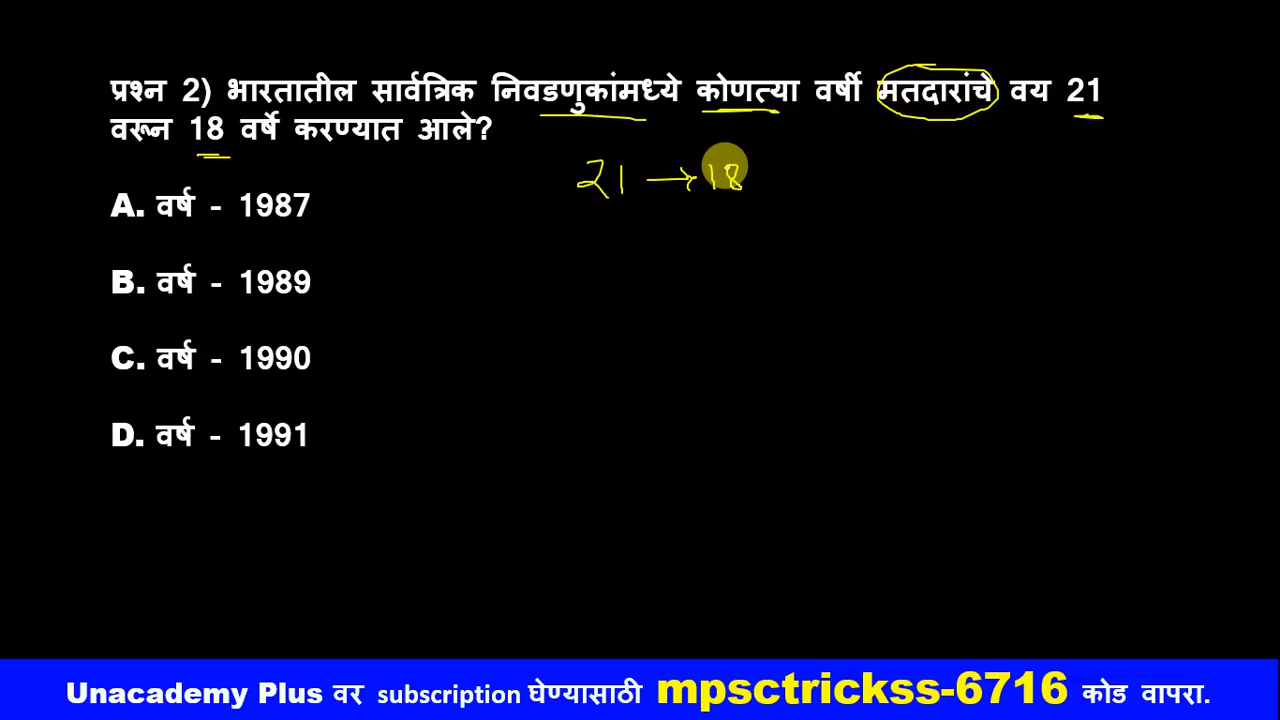 प्रश्न 2) भारतातील सार्वत्रिक निवडणुकांमध्ये कोणत्या वर्षी मतदारांचे वय 21
वरून 18 वर्षे करण्यात आले?
21 → 18
A. वर्ष - 1987
B. वर्ष - 1989
C. वर्ष - 1990
D. वर्ष - 1991
Unacademy Plus वर subscription घेण्यासाठी mpsctrickss-6716 कोड वापरा.